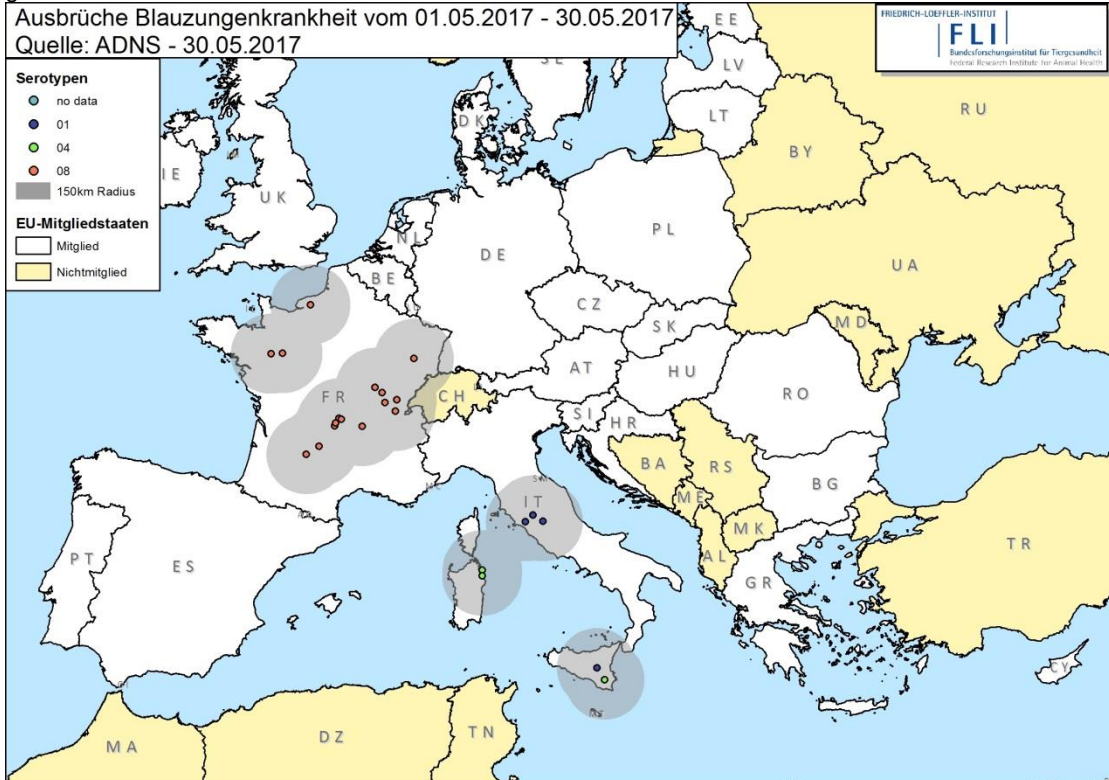 Ausbrüche Blauzungenkrankheit vom 01.05.2017 - 30.05.2017
Quelle: ADNS - 30.05.2017
FRIEDRICH-LOEFFLER-INSTITUT
FLI
Bundesforschungsinstitut für Tiergesundheit
Federal Research Institute for Animal Health
Serotypen
no data
01
04
08
150km Radius
EU-Mitgliedstaaten
Mitglied
Nichtmitglied
EE
LV
LT
RU
DK
BY
IE
UK
NL
PL
DE
BE
UA
CZ
SK
MD
AT
HU
FR
CH
RO
SI
HR
BA
RS
BG
IT
ME
MK
AL
PT
ES
GR
TR
CY
MA
DZ
TN